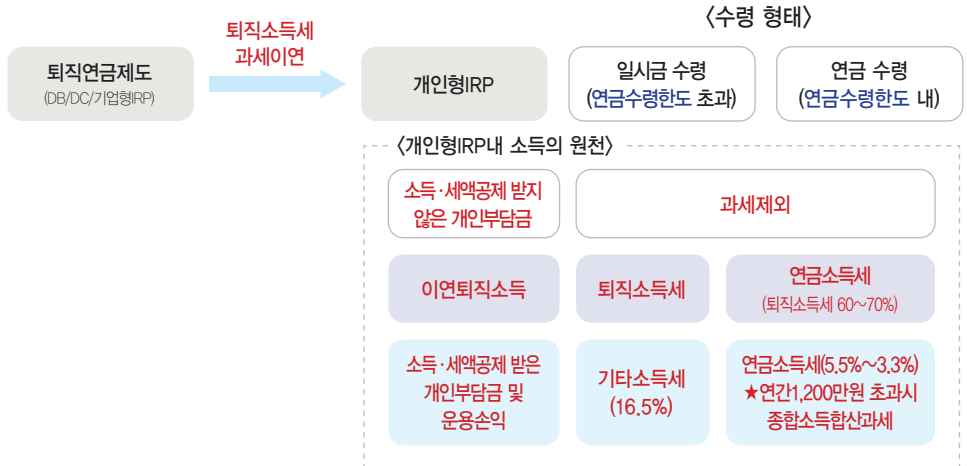 〈수령 형태〉
퇴직소득세
과세이연
퇴직연금제도
(DB/DC/기업형IRP)
개인형IRP
일시금 수령
(연금수령한도 초과)
연금 수령
(연금수령한도 내)
〈개인형IRP내 소득의 원천〉
소득·세액공제 받지
않은 개인부담금
과세제외
이연퇴직소득
퇴직소득세
연금소득세
(퇴직소득세 60~70%)
소득·세액공제 받은
개인부담금 및
운용손익
기타소득세
(16.5%)
연금소득세(5.5%~3.3%)
★연간1,200만원 초과시
종합소득합산과세